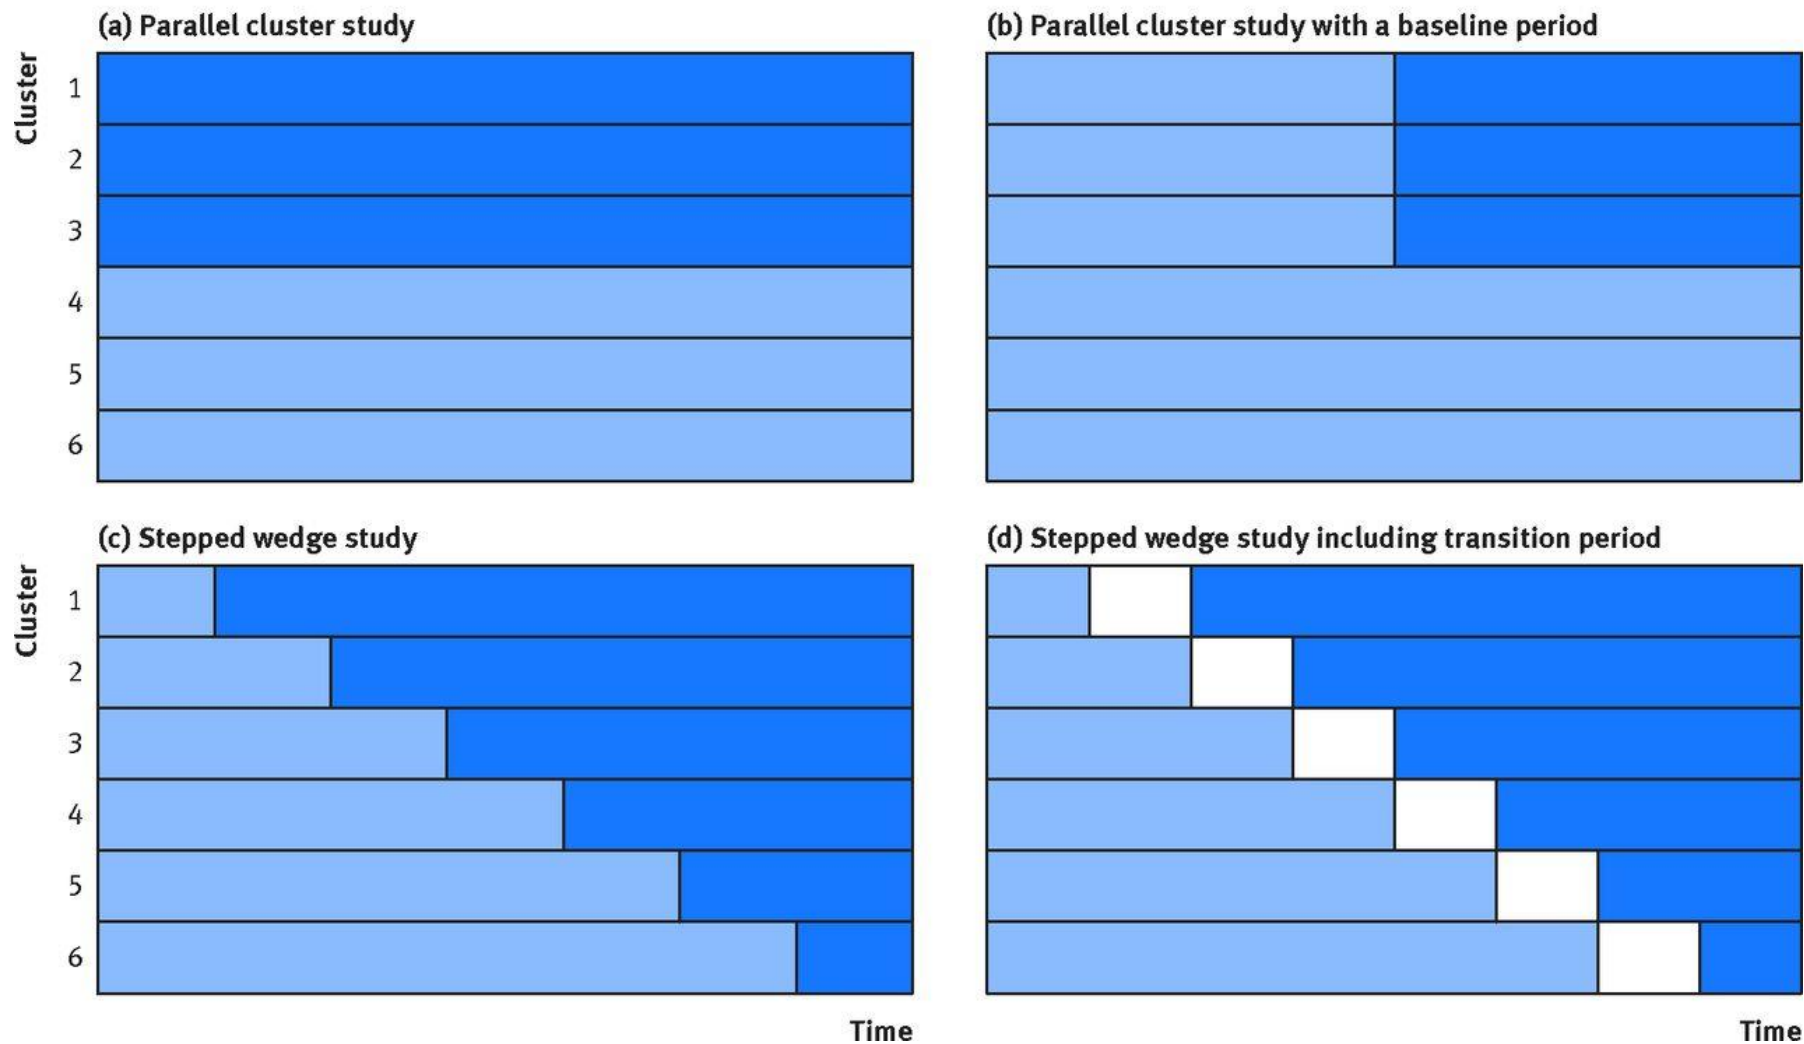 (a) Parallel cluster study
Cluster
1
2
3
4
5
6
(b) Parallel cluster study with a baseline period
(c) Stepped wedge study
Cluster
1
2
3
4
5
6
Time
(d) Stepped wedge study including transition period
Time